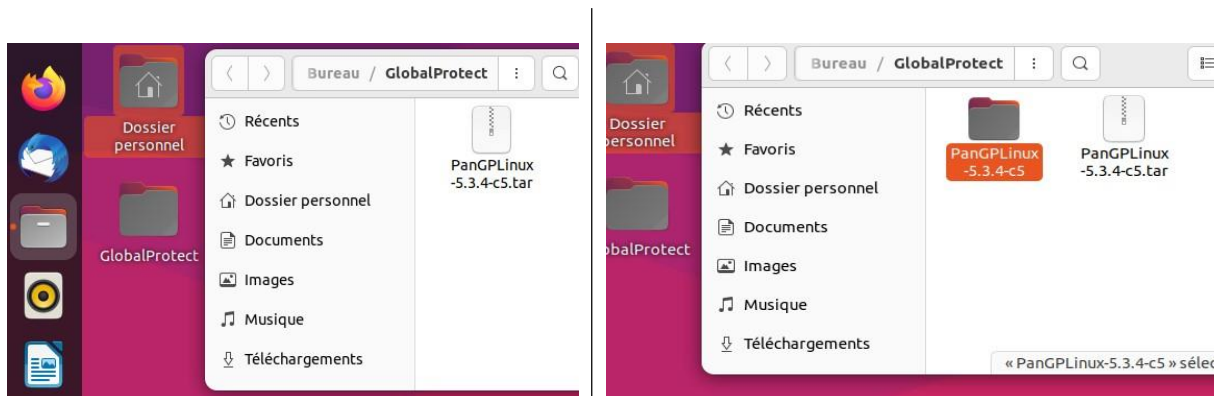 Bureau / GlobalProtect
Dossier
personnel
GlobalProtect
Récents
Favoris
Dossier personnel
Documents
Images
Musique
Téléchargements
PanGPLinux
-5.3.4-c5.tar
Bureau / GlobalProtect
Dossier
personnel
obalProtect
Récents
Favoris
Dossier personnel
Documents
Images
Musique
Téléchargements
PanGPLinux
-5.3.4-c5
PanGPLinux
-5.3.4-c5.tar
« PanGPLinux-5.3.4-c5 » sélec